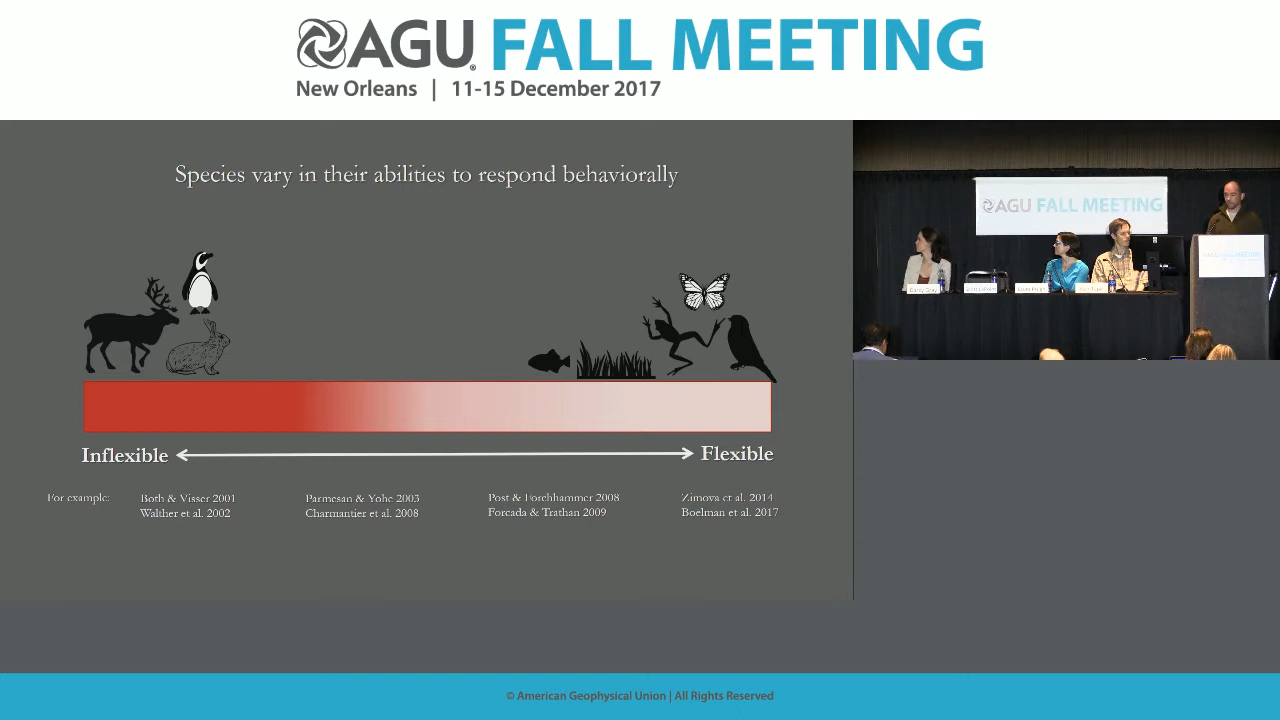 AGU FALL MEETING
New Orleans | 11-15 December 2017
Species vary in their abilities to respond behaviorally
Inflexible
Flexible
For example:
Both & Visser 2001
Walther et al. 2002
Parmesan & Yohe 2003
Charmantier et al. 2008
Post & Forchhammer 2008
Forcada & Trathan 2009
Zimova et al. 2014
Boelman et al. 2017
AGU FALL MEETING
© American Geophysical Union | All Rights Reserved